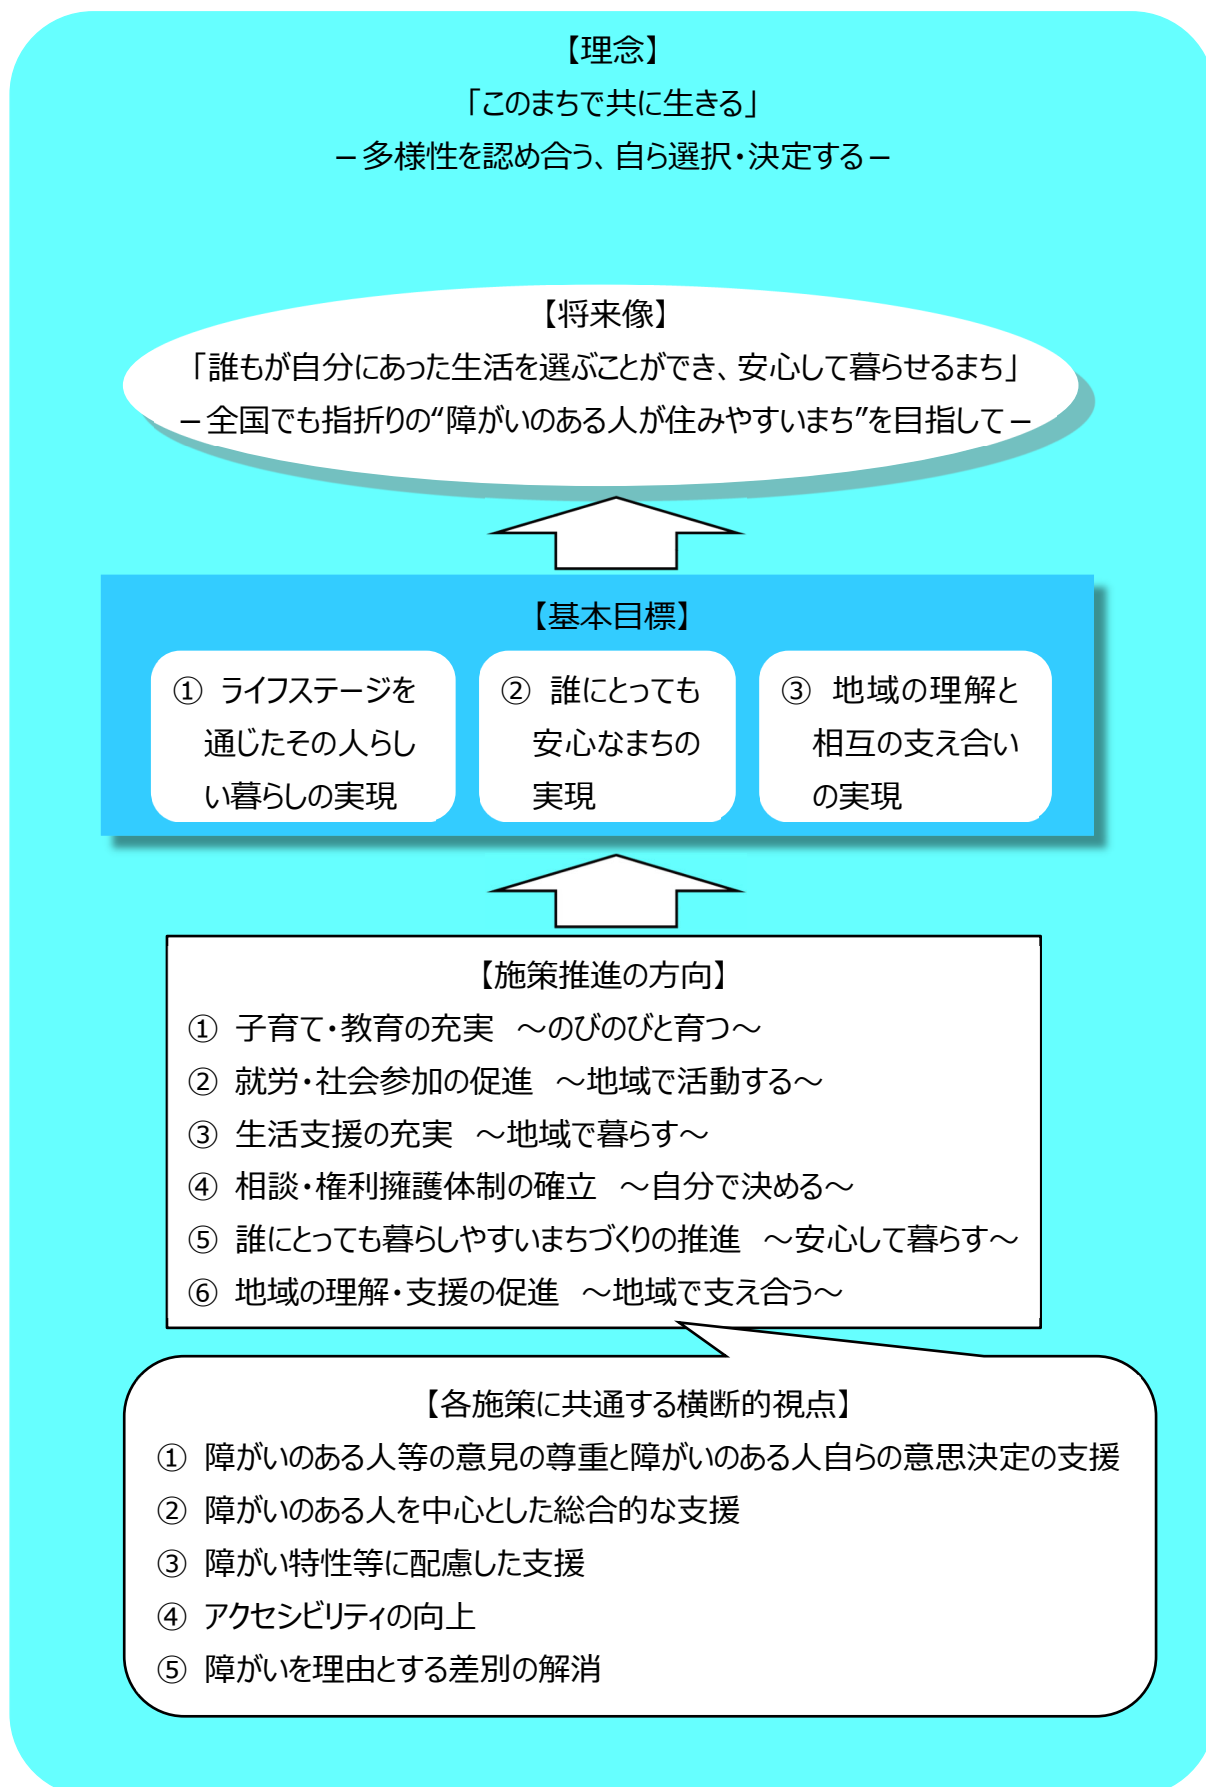 【理念】
「このまちで共に生きる」
－多様性を認め合う、自ら選択・決定する－
【将来像】
「誰もが自分にあった生活を選ぶことができ、安心して暮らせるまち」
－全国でも指折りの“障がいのある人が住みやすいまち”を目指して－
【基本目標】
① ライフステージを
通じたその人らし
い暮らしの実現
② 誰にとっても
安心なまちの
実現
③ 地域の理解と
相互の支え合い
の実現
【施策推進の方向】
① 子育て・教育の充実　～のびのびと育つ～
② 就労・社会参加の促進　～地域で活動する～
③ 生活支援の充実　～地域で暮らす～
④ 相談・権利擁護体制の確立　～自分で決める～
⑤ 誰にとっても暮らしやすいまちづくりの推進　～安心して暮らす～
⑥ 地域の理解・支援の促進　～地域で支え合う～
【各施策に共通する横断的視点】
① 障がいのある人等の意見の尊重と障がいのある人自らの意思決定の支援
② 障がいのある人を中心とした総合的な支援
③ 障がい特性等に配慮した支援
④ アクセシビリティの向上
⑤ 障がいを理由とする差別の解消